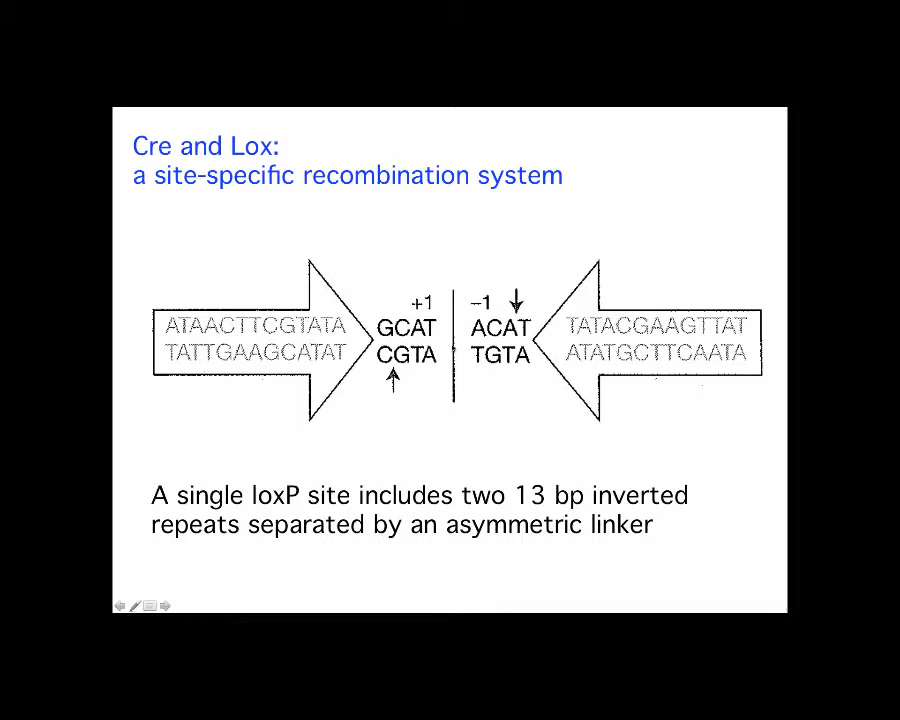 Cre and Lox:
a site-specific recombination system
+1 −1
ATAACTTCGTATA GCAT ACAT TATACGAAGTTAT
TATTGAAGCATAT CGTA TGTA ATATGCTTCAATA
A single loxP site includes two 13 bp inverted
repeats separated by an asymmetric linker